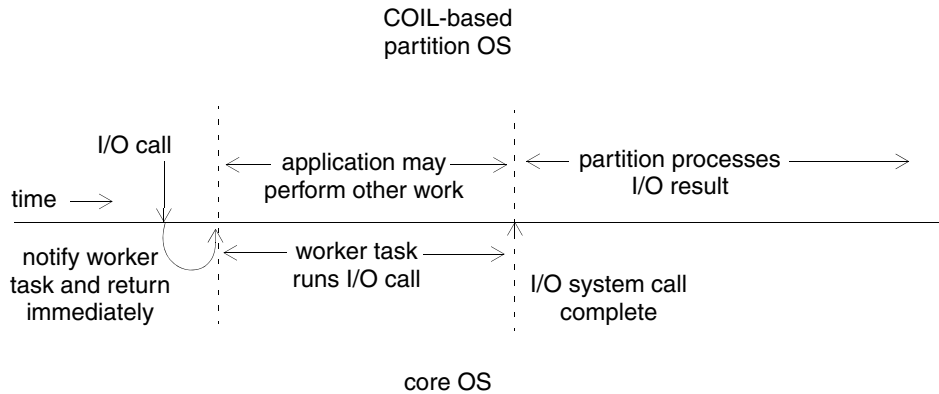 COIL-based
partition OS
I/O call
application may
perform other work
partition processes
I/O result
time
notify worker
task and return
immediately
worker task
runs I/O call
I/O system call
complete
core OS